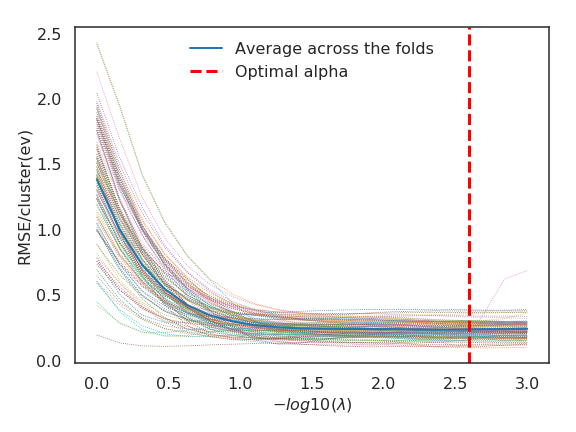 2.5
2.0
1.5
1.0
0.5
0.0
RMSE/cluster(ev)
Average across the folds
Optimal alpha
0.0 0.5 1.0 1.5 2.0 2.5 3.0
−log10(λ)